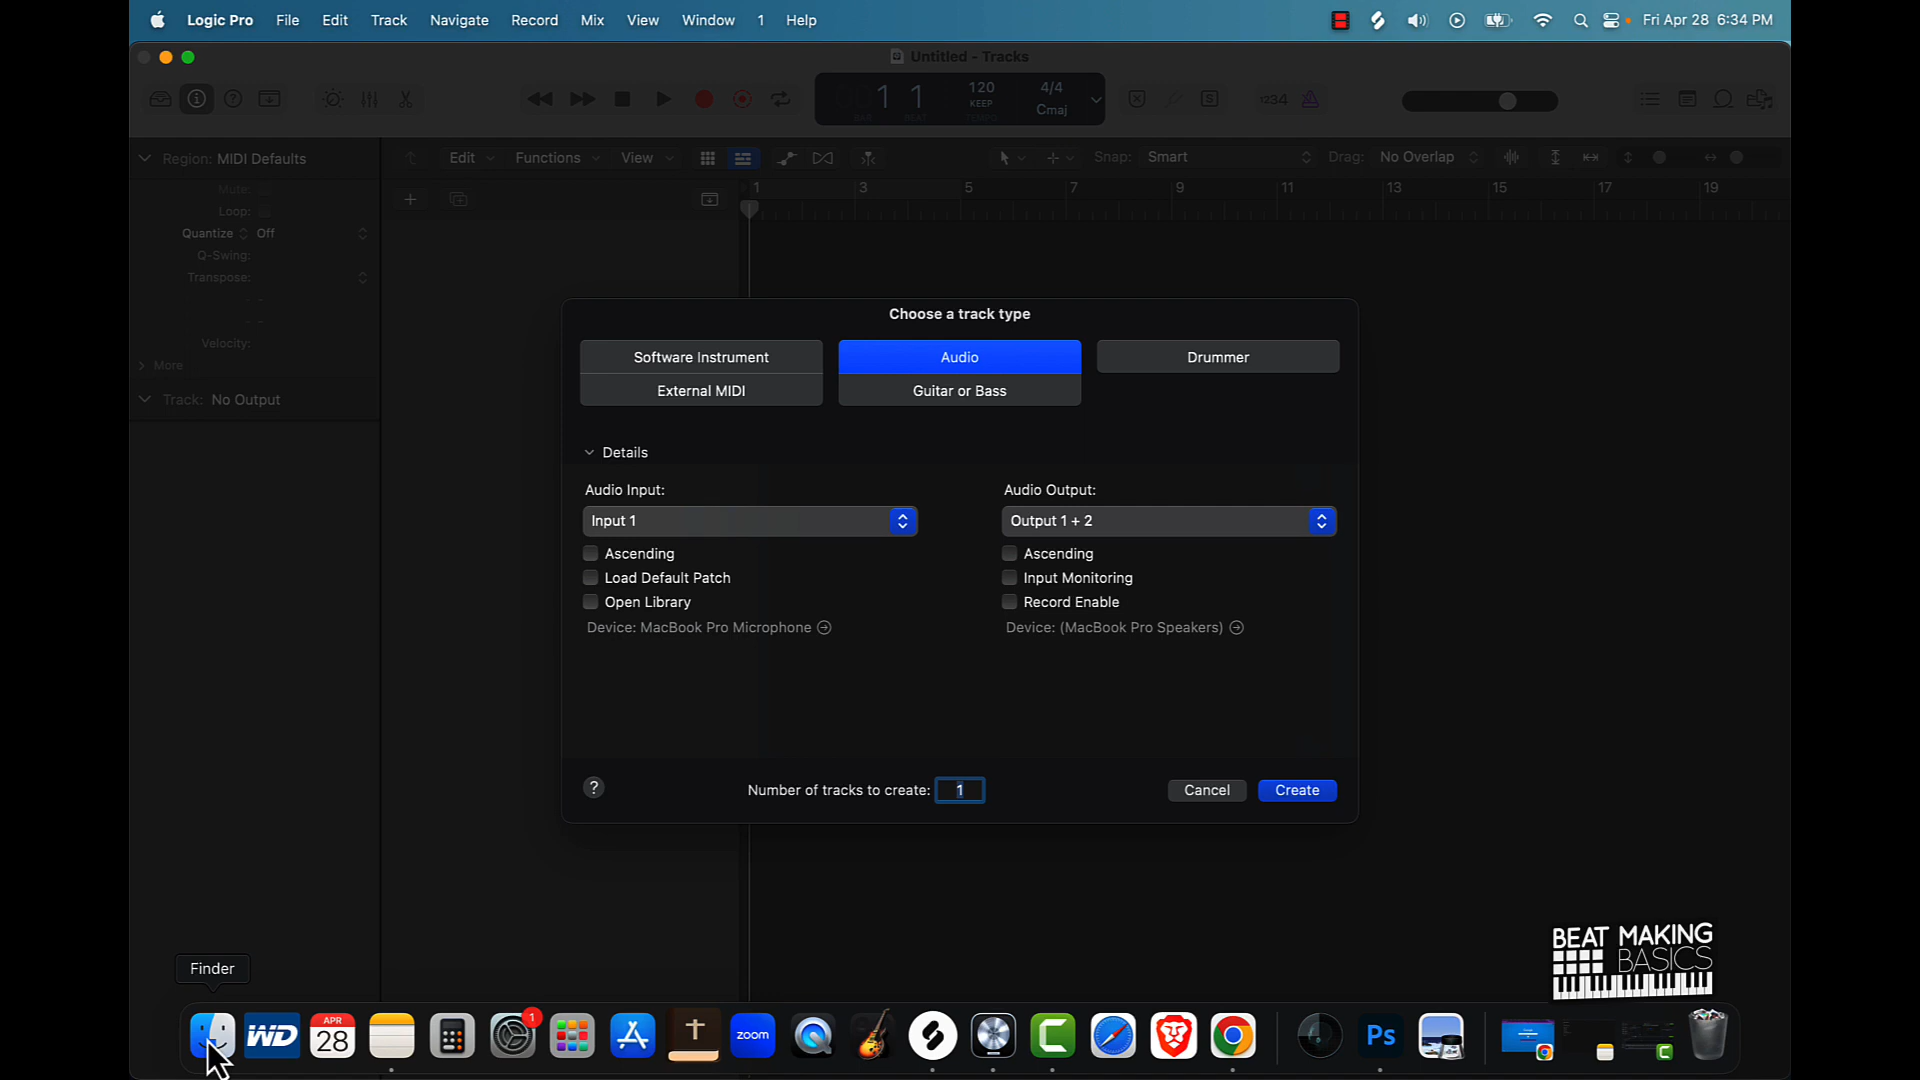 Logic Pro File Edit Track Navigate Record Mix View Window 1 Help Fri Apr 28 6:34 PM
Untitled - Tracks
1 1 120 4/4
KEEP Cmaj
BAR BEAT TEMPO
1234
Region: MIDI Defaults
Edit Functions View Snap: Smart Drag: No Overlap
Mute:
1 3 5 7 9 11 13 15 17 19
Loop:
Quantize Off
Q-Swing:
Transpose:
Velocity:
More
Track: No Output
Choose a track type
Software Instrument Audio Drummer
External MIDI Guitar or Bass
Details
Audio Input: Audio Output:
Input 1 Output 1 + 2
Ascending Ascending
Load Default Patch Input Monitoring
Open Library Record Enable
Device: MacBook Pro Microphone Device: (MacBook Pro Speakers)
? Number of tracks to create: 1 Cancel Create
BEAT MAKING
BASICS
Finder
WD APR 28 1 zoom Ps